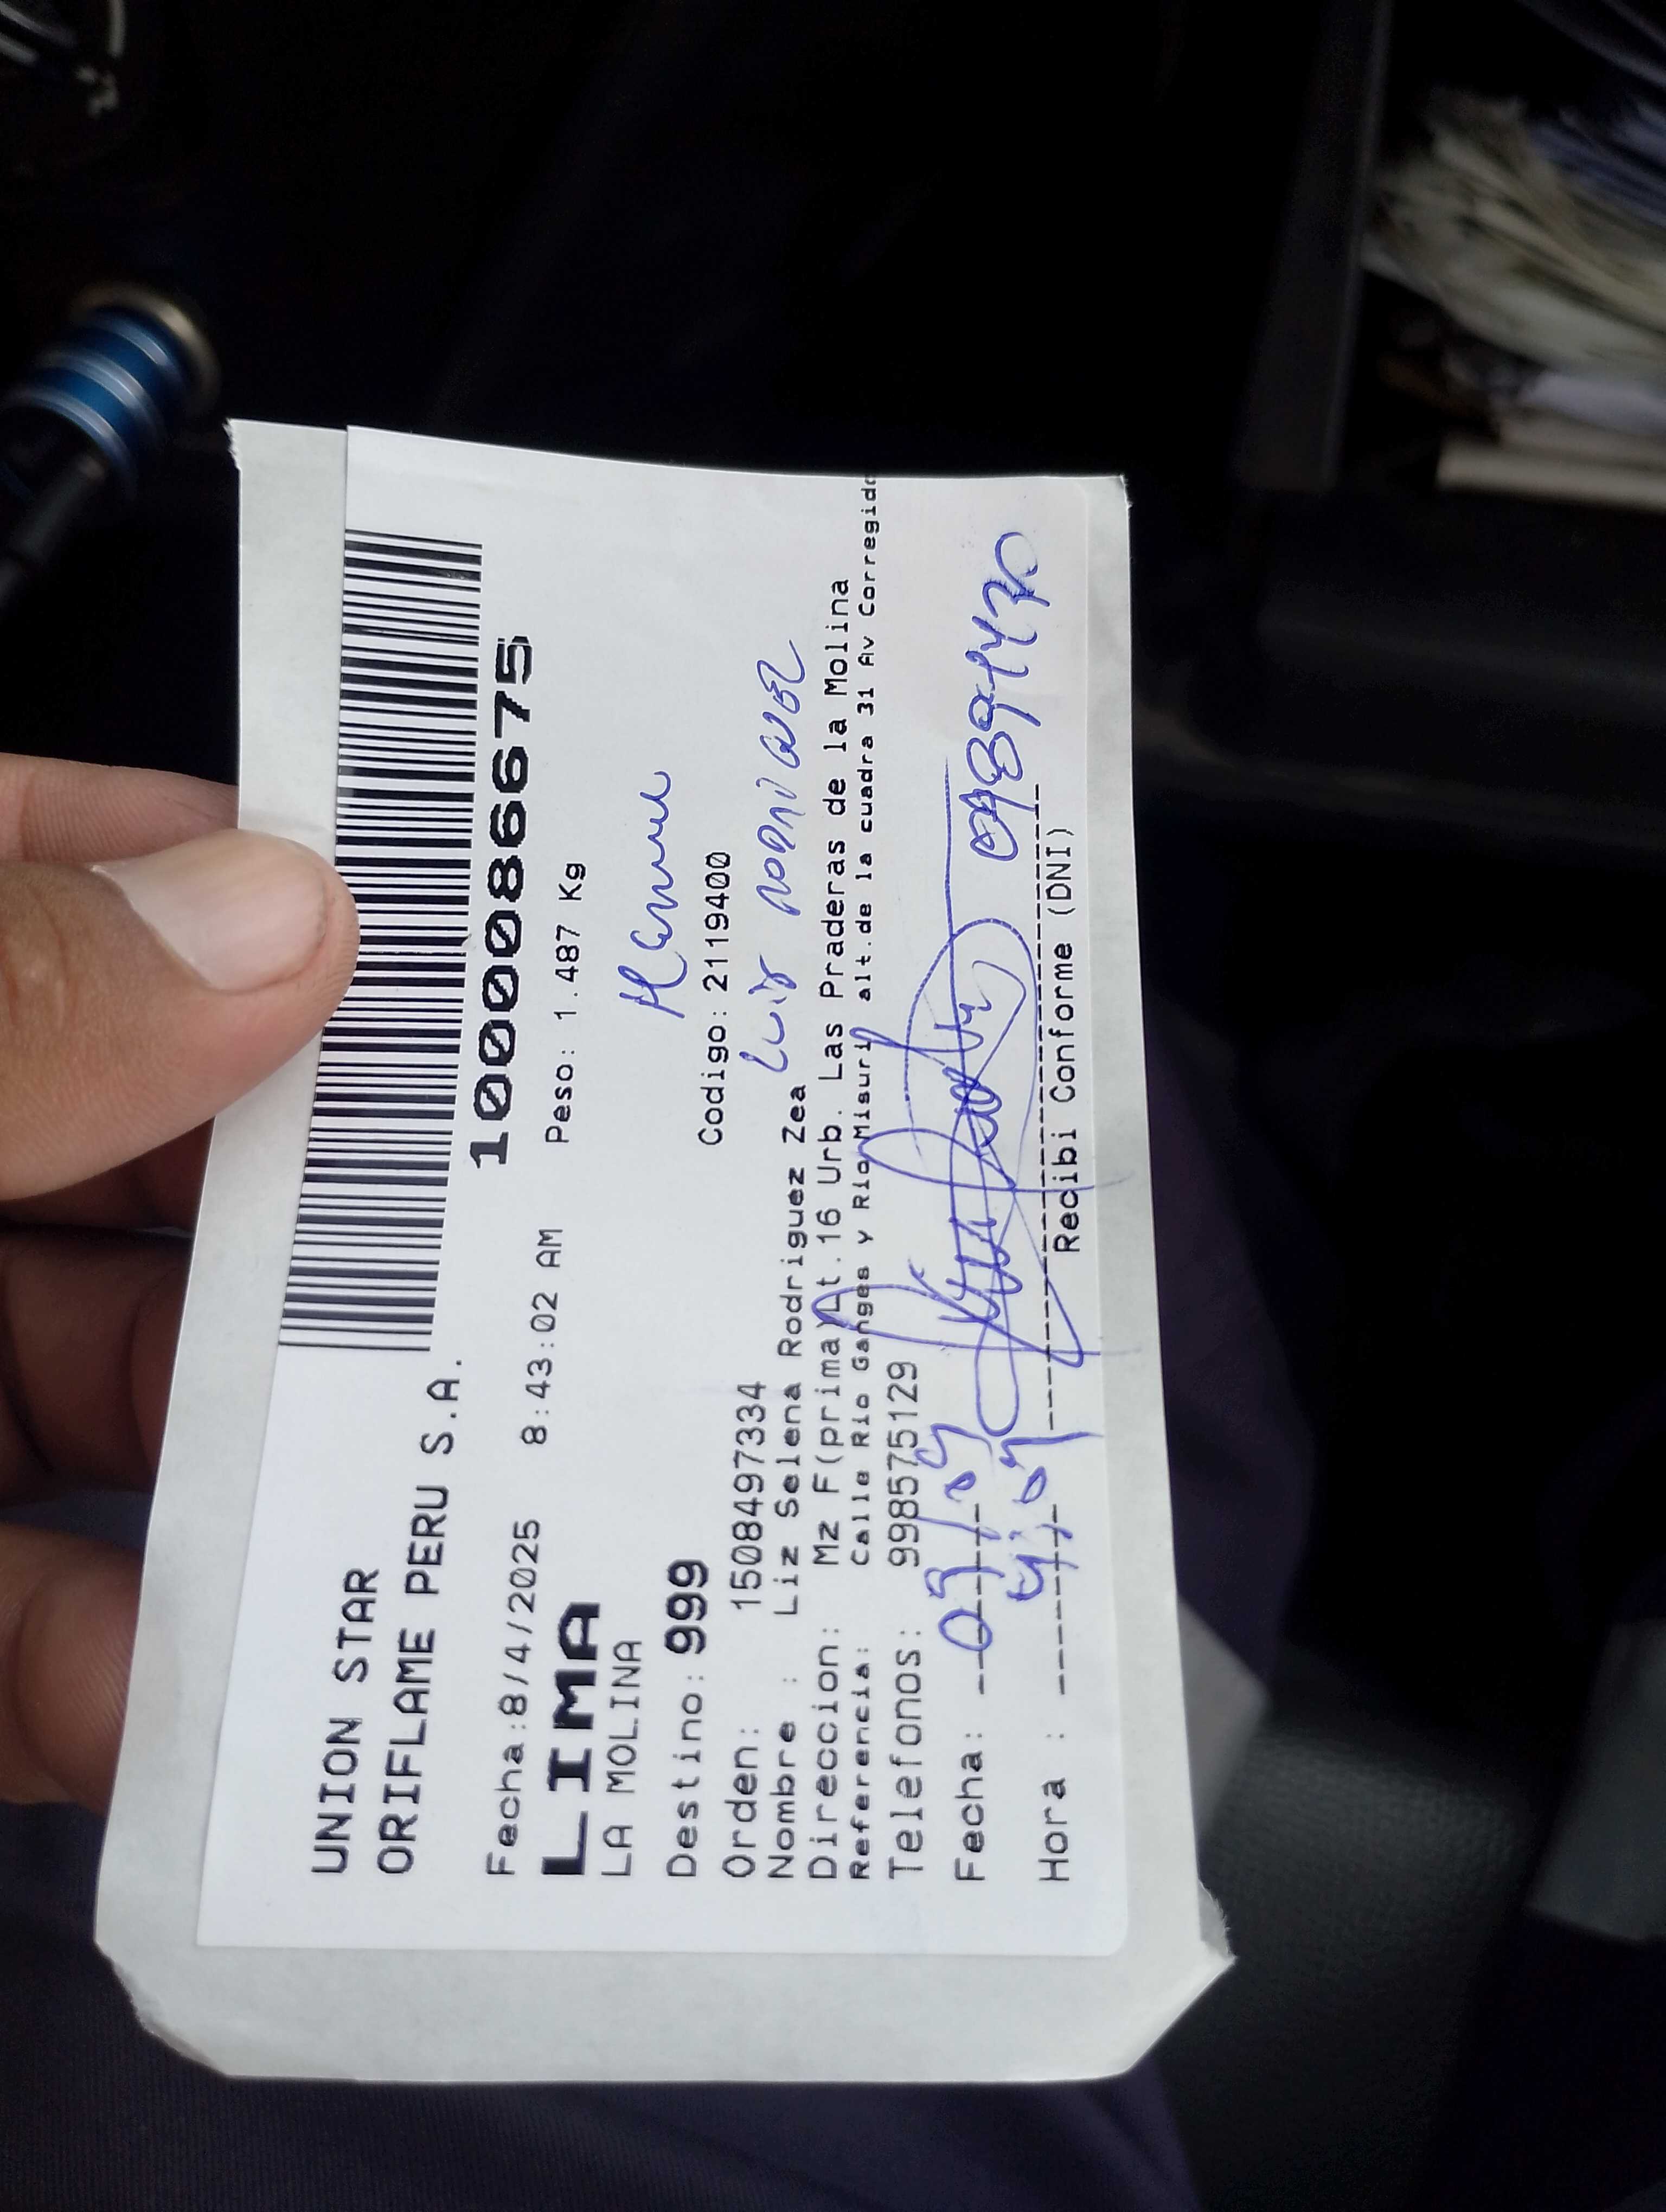 UNION STAR
ORIFLAME PERU S.A.
1000086675
Fecha:8/4/2025 8:43:02 AM Peso: 1.487 Kg
LIMA
LA MOLINA
Destino: 999
Codigo: 2119400
Orden: 1508497334
Luis Rodriguez
Nombre : Liz Selena Rodriguez Zea
Direccion: Mz F(prima) Lt.16 Urb. Las Praderas de la Molina
Referencia: Calle Rio Ganges y Rio Misuri alt.de la cuadra 31 Av Corregido
Telefonos: 998575129
Fecha:
Hora :
Recibi Conforme (DNI)